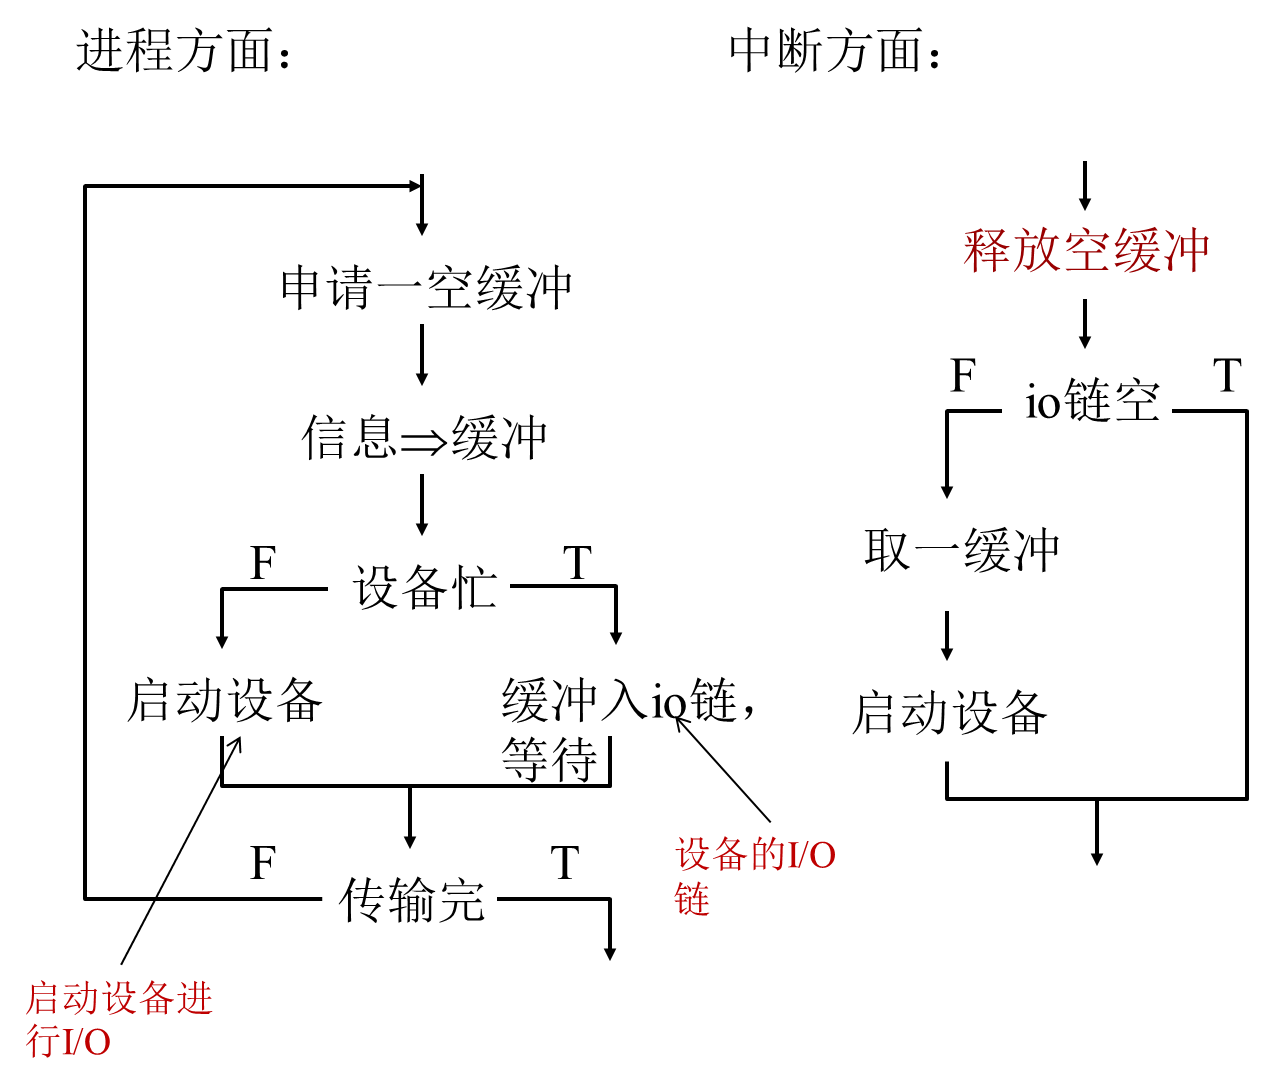 进程方面：
申请一空缓冲
信息⇒缓冲
F
设备忙
T
启动设备
缓冲入io链，
等待
F
传输完
T
启动设备进
行I/O
设备的I/O
链
中断方面：
释放空缓冲
F
io链空
T
取一缓冲
启动设备